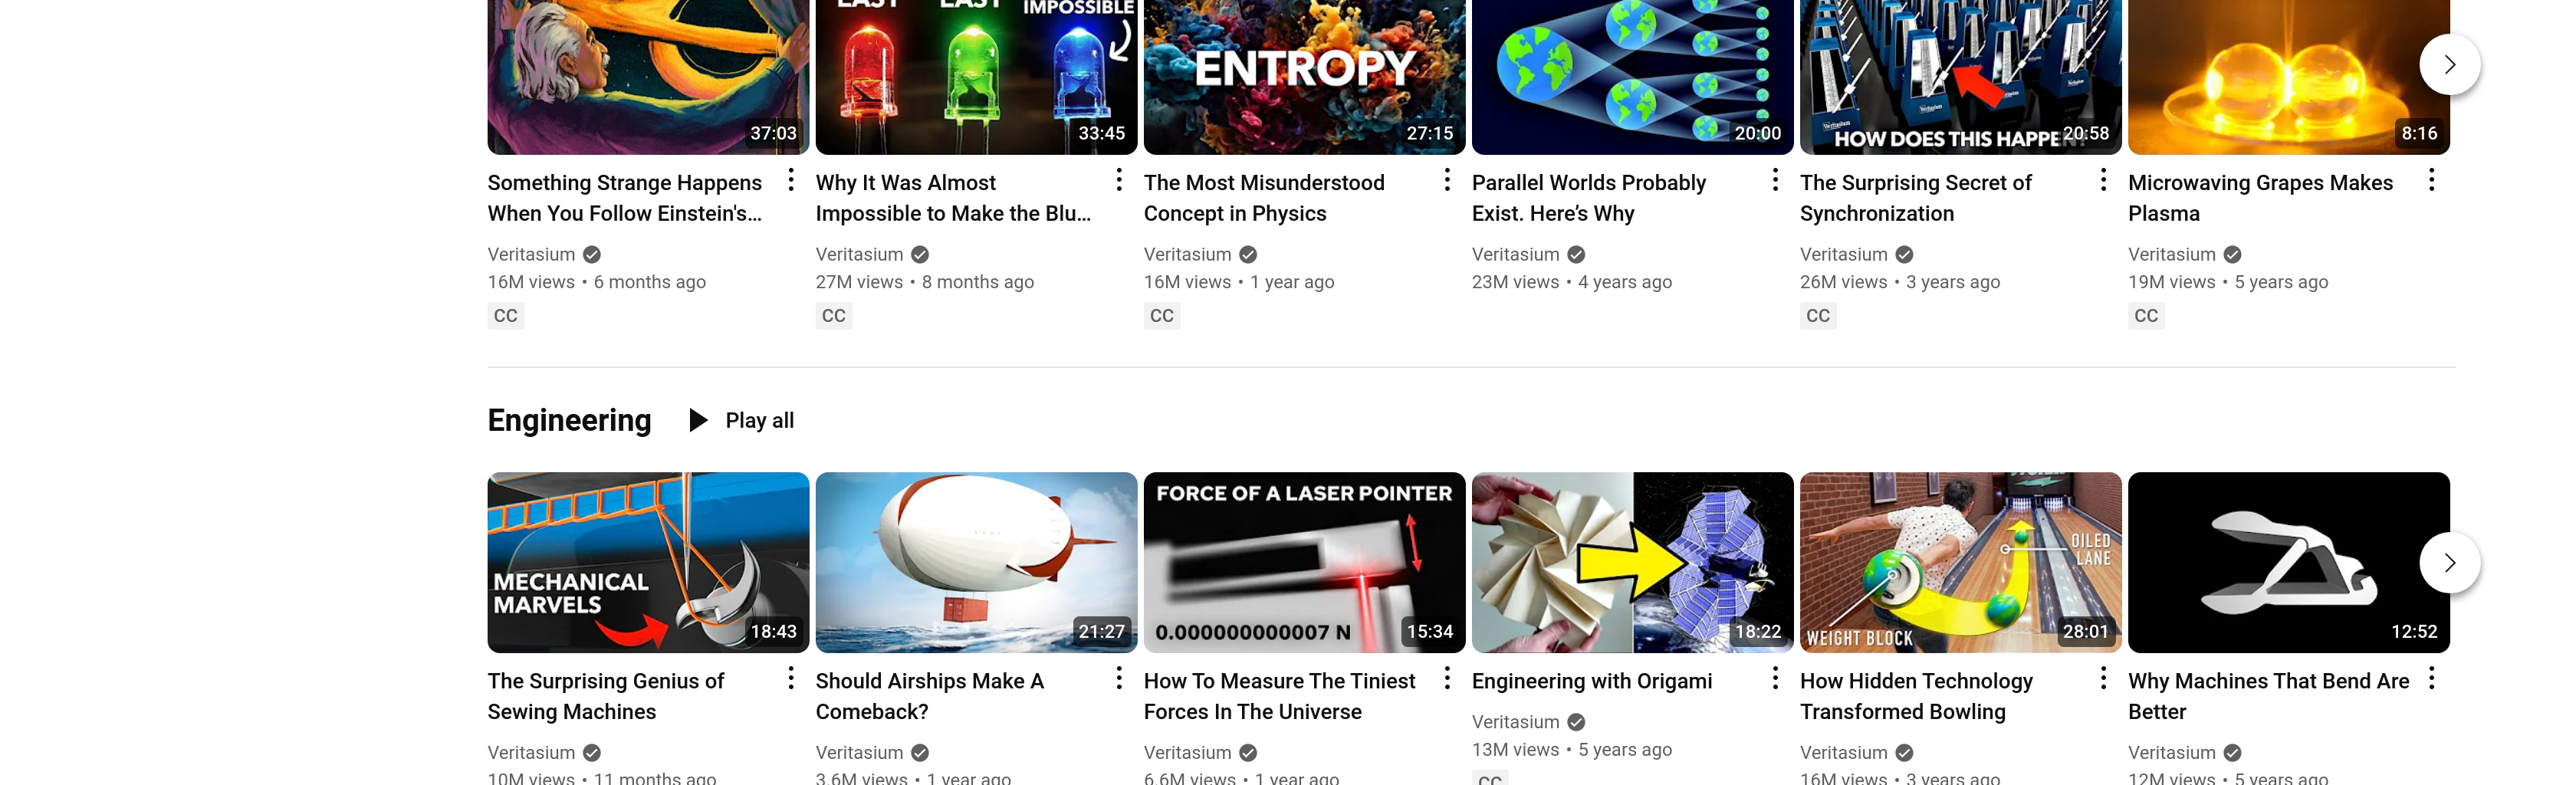 EAST EAST IMPOSSIBLE
ENTROPY
HOW DOES THIS HAPPEN?
37:03
33:45
27:15
20:00
20:58
8:16
Something Strange Happens
When You Follow Einstein's...
Veritasium
16M views • 6 months ago
CC
Why It Was Almost
Impossible to Make the Blu...
Veritasium
27M views • 8 months ago
CC
The Most Misunderstood
Concept in Physics
Veritasium
16M views • 1 year ago
CC
Parallel Worlds Probably
Exist. Here’s Why
Veritasium
23M views • 4 years ago
The Surprising Secret of
Synchronization
Veritasium
26M views • 3 years ago
CC
Microwaving Grapes Makes
Plasma
Veritasium
19M views • 5 years ago
CC
Engineering
Play all
MECHANICAL
MARVELS
18:43
21:27
FORCE OF A LASER POINTER
0.000000000007 N
15:34
18:22
OILED
LANE
WEIGHT BLOCK
28:01
12:52
The Surprising Genius of
Sewing Machines
Veritasium
10M views • 11 months ago
Should Airships Make A
Comeback?
Veritasium
3.6M views • 1 year ago
How To Measure The Tiniest
Forces In The Universe
Veritasium
6.6M views • 1 year ago
Engineering with Origami
Veritasium
13M views • 5 years ago
CC
How Hidden Technology
Transformed Bowling
Veritasium
16M views • 3 years ago
Why Machines That Bend Are
Better
Veritasium
12M views • 5 years ago